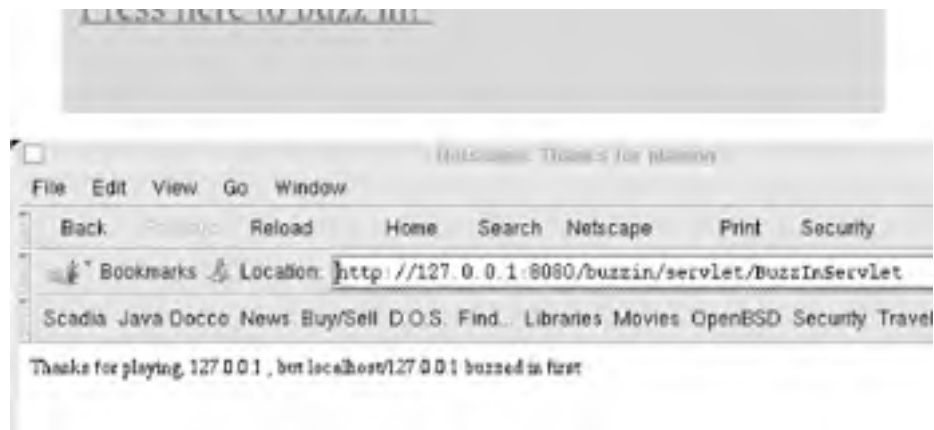 Press here to buzz in!
Netscape: Thanks for playing
File Edit View Go Window
Back Reload Home Search Netscape Print Security
Bookmarks Location: http://127.0.0.1:8080/buzzin/servlet/BuzzInServlet
Scadia Java Docco News Buy/Sell D.O.S. Find... Libraries Movies OpenBSD Security Travel
Thanks for playing, 127.0.0.1 , but localhost/127.0.0.1 buzzed in first